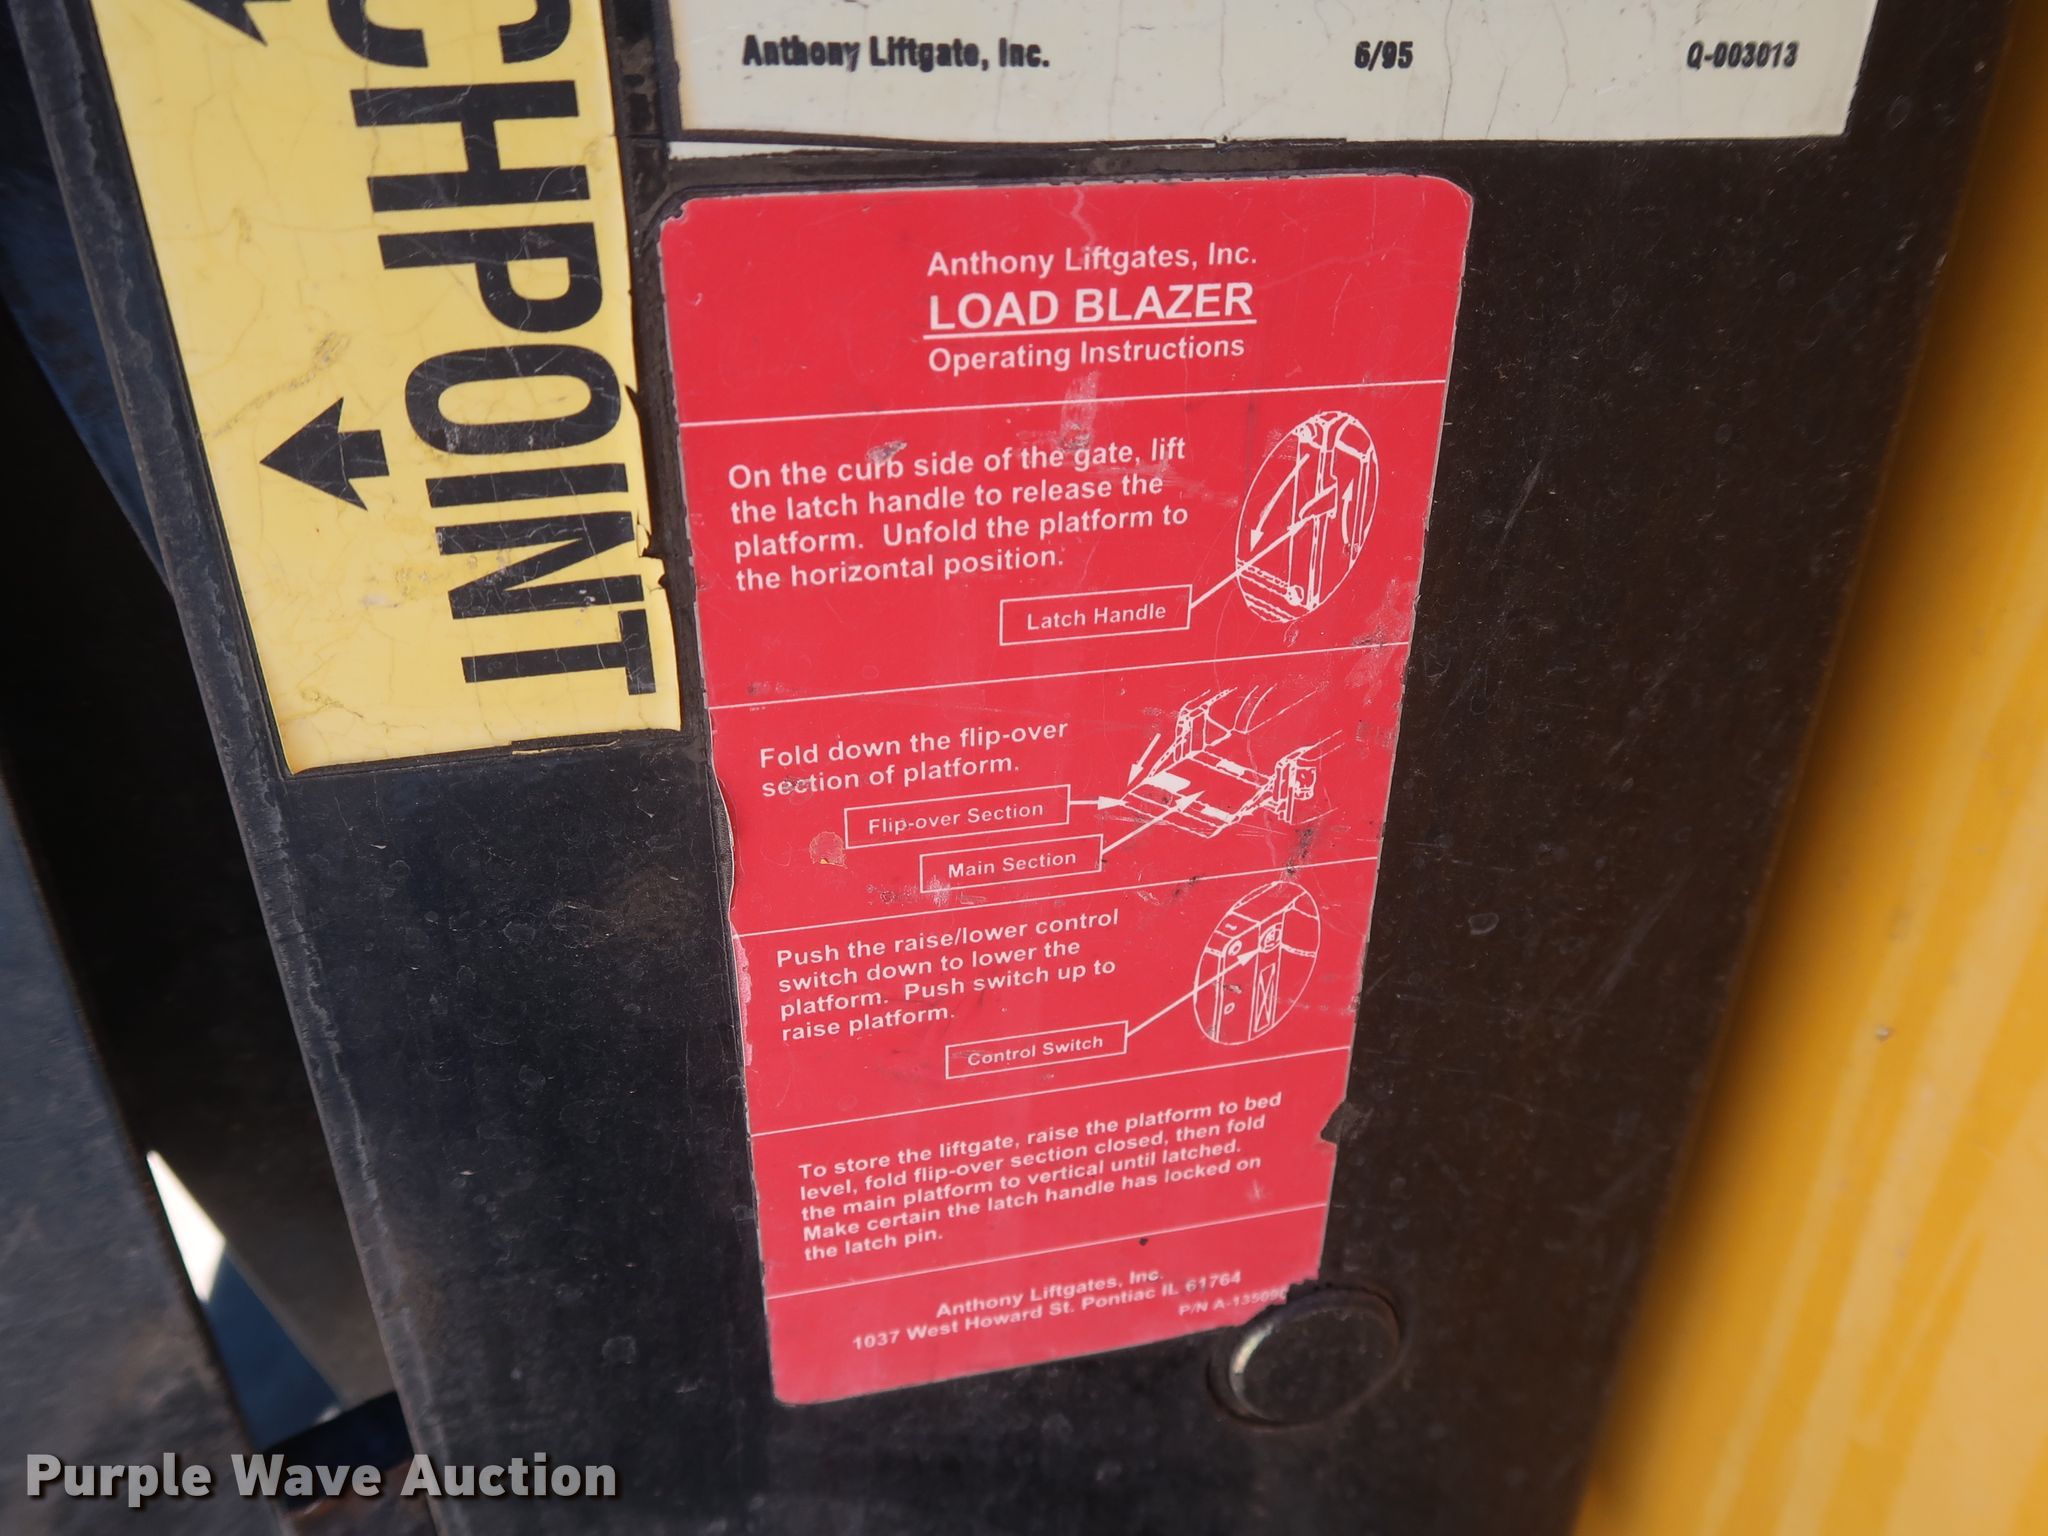 Anthony Liftgate, Inc. 6/95 Q-003013
CHPOINT
Anthony Liftgates, Inc.
LOAD BLAZER
Operating Instructions
On the curb side of the gate, lift
the latch handle to release the
platform. Unfold the platform to
the horizontal position.
Latch Handle
Fold down the flip-over
section of platform.
Flip-over Section
Main Section
Push the raise/lower control
switch down to lower the
platform. Push switch up to
raise platform.
Control Switch
To store the liftgate, raise the platform to bed
level, fold flip-over section closed, then fold
the main platform to vertical until latched.
Make certain the latch handle has locked on
the latch pin.
Anthony Liftgates, Inc.
1037 West Howard St. Pontiac IL 61764
P/N
Purple Wave Auction